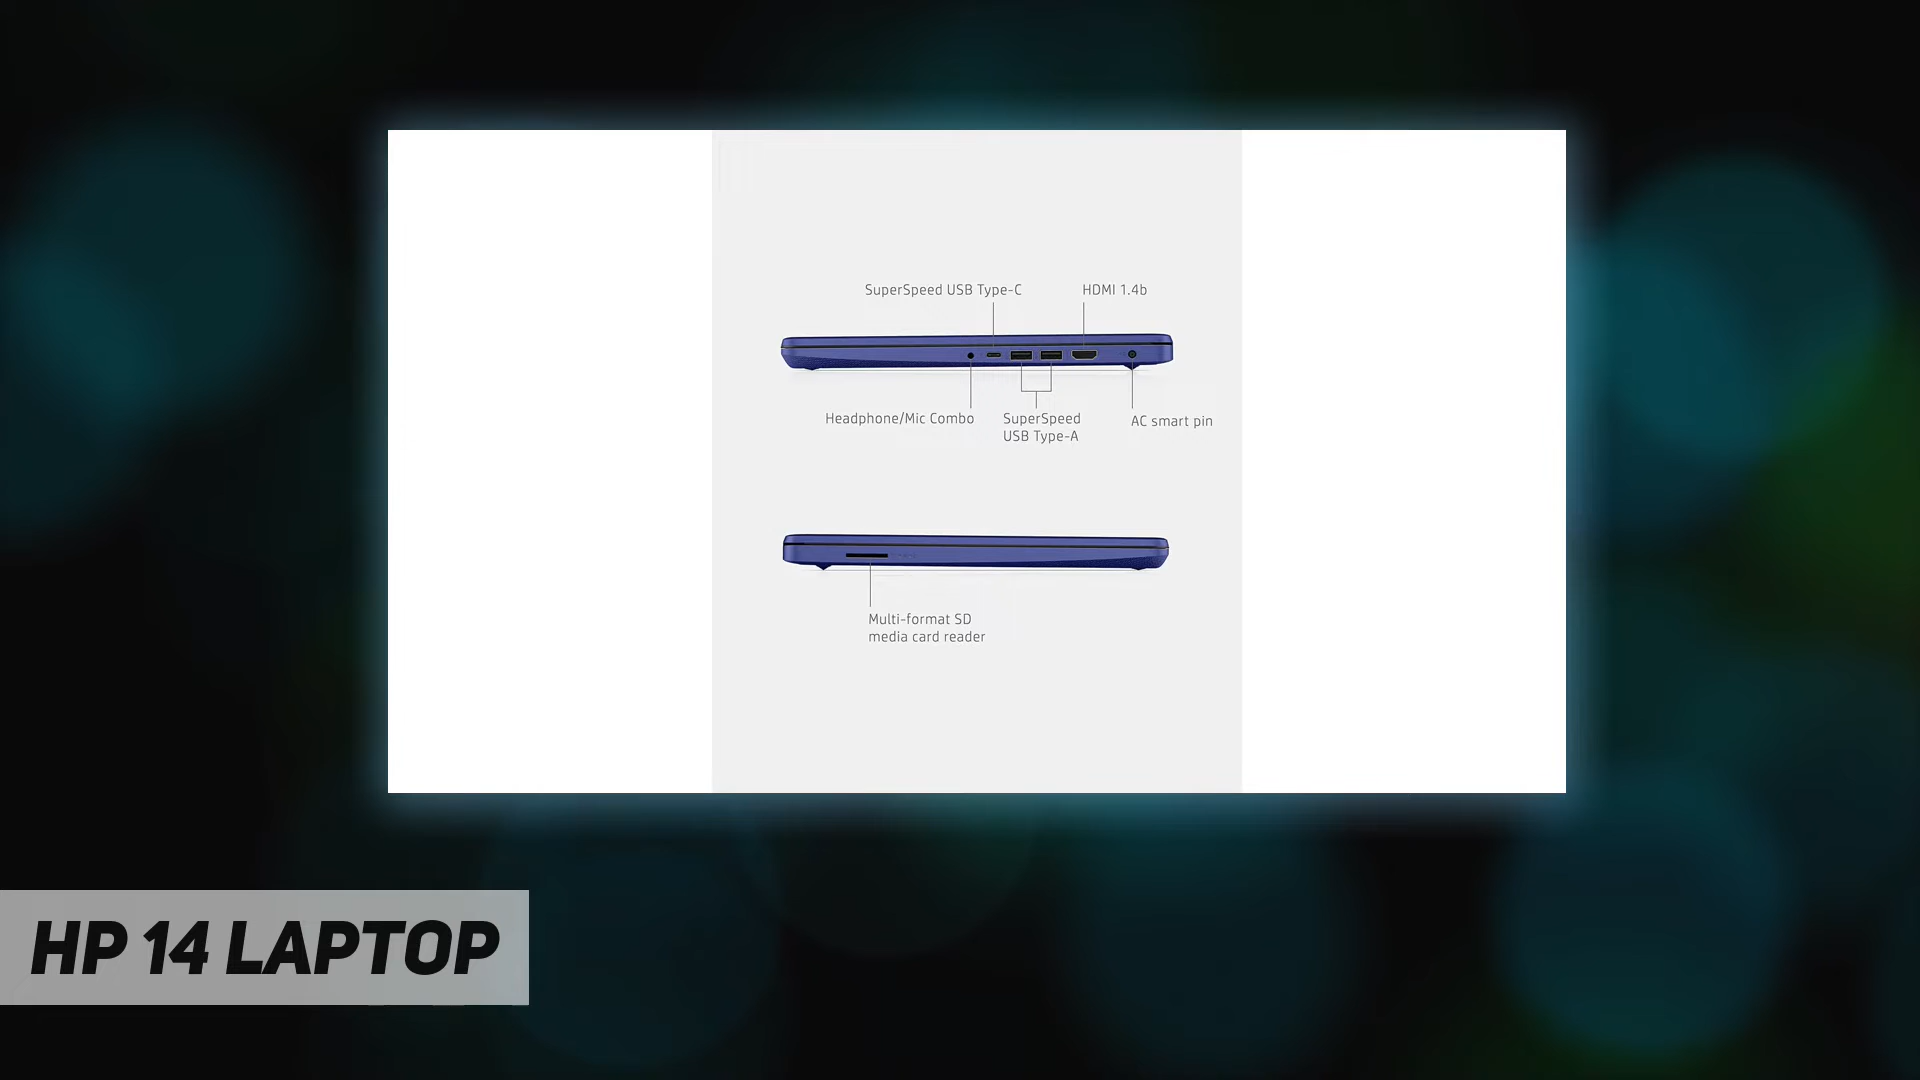 SuperSpeed USB Type-C
HDMI 1.4b
Headphone/Mic Combo
SuperSpeed
USB Type-A
AC smart pin
Multi-format SD
media card reader
HP 14 LAPTOP